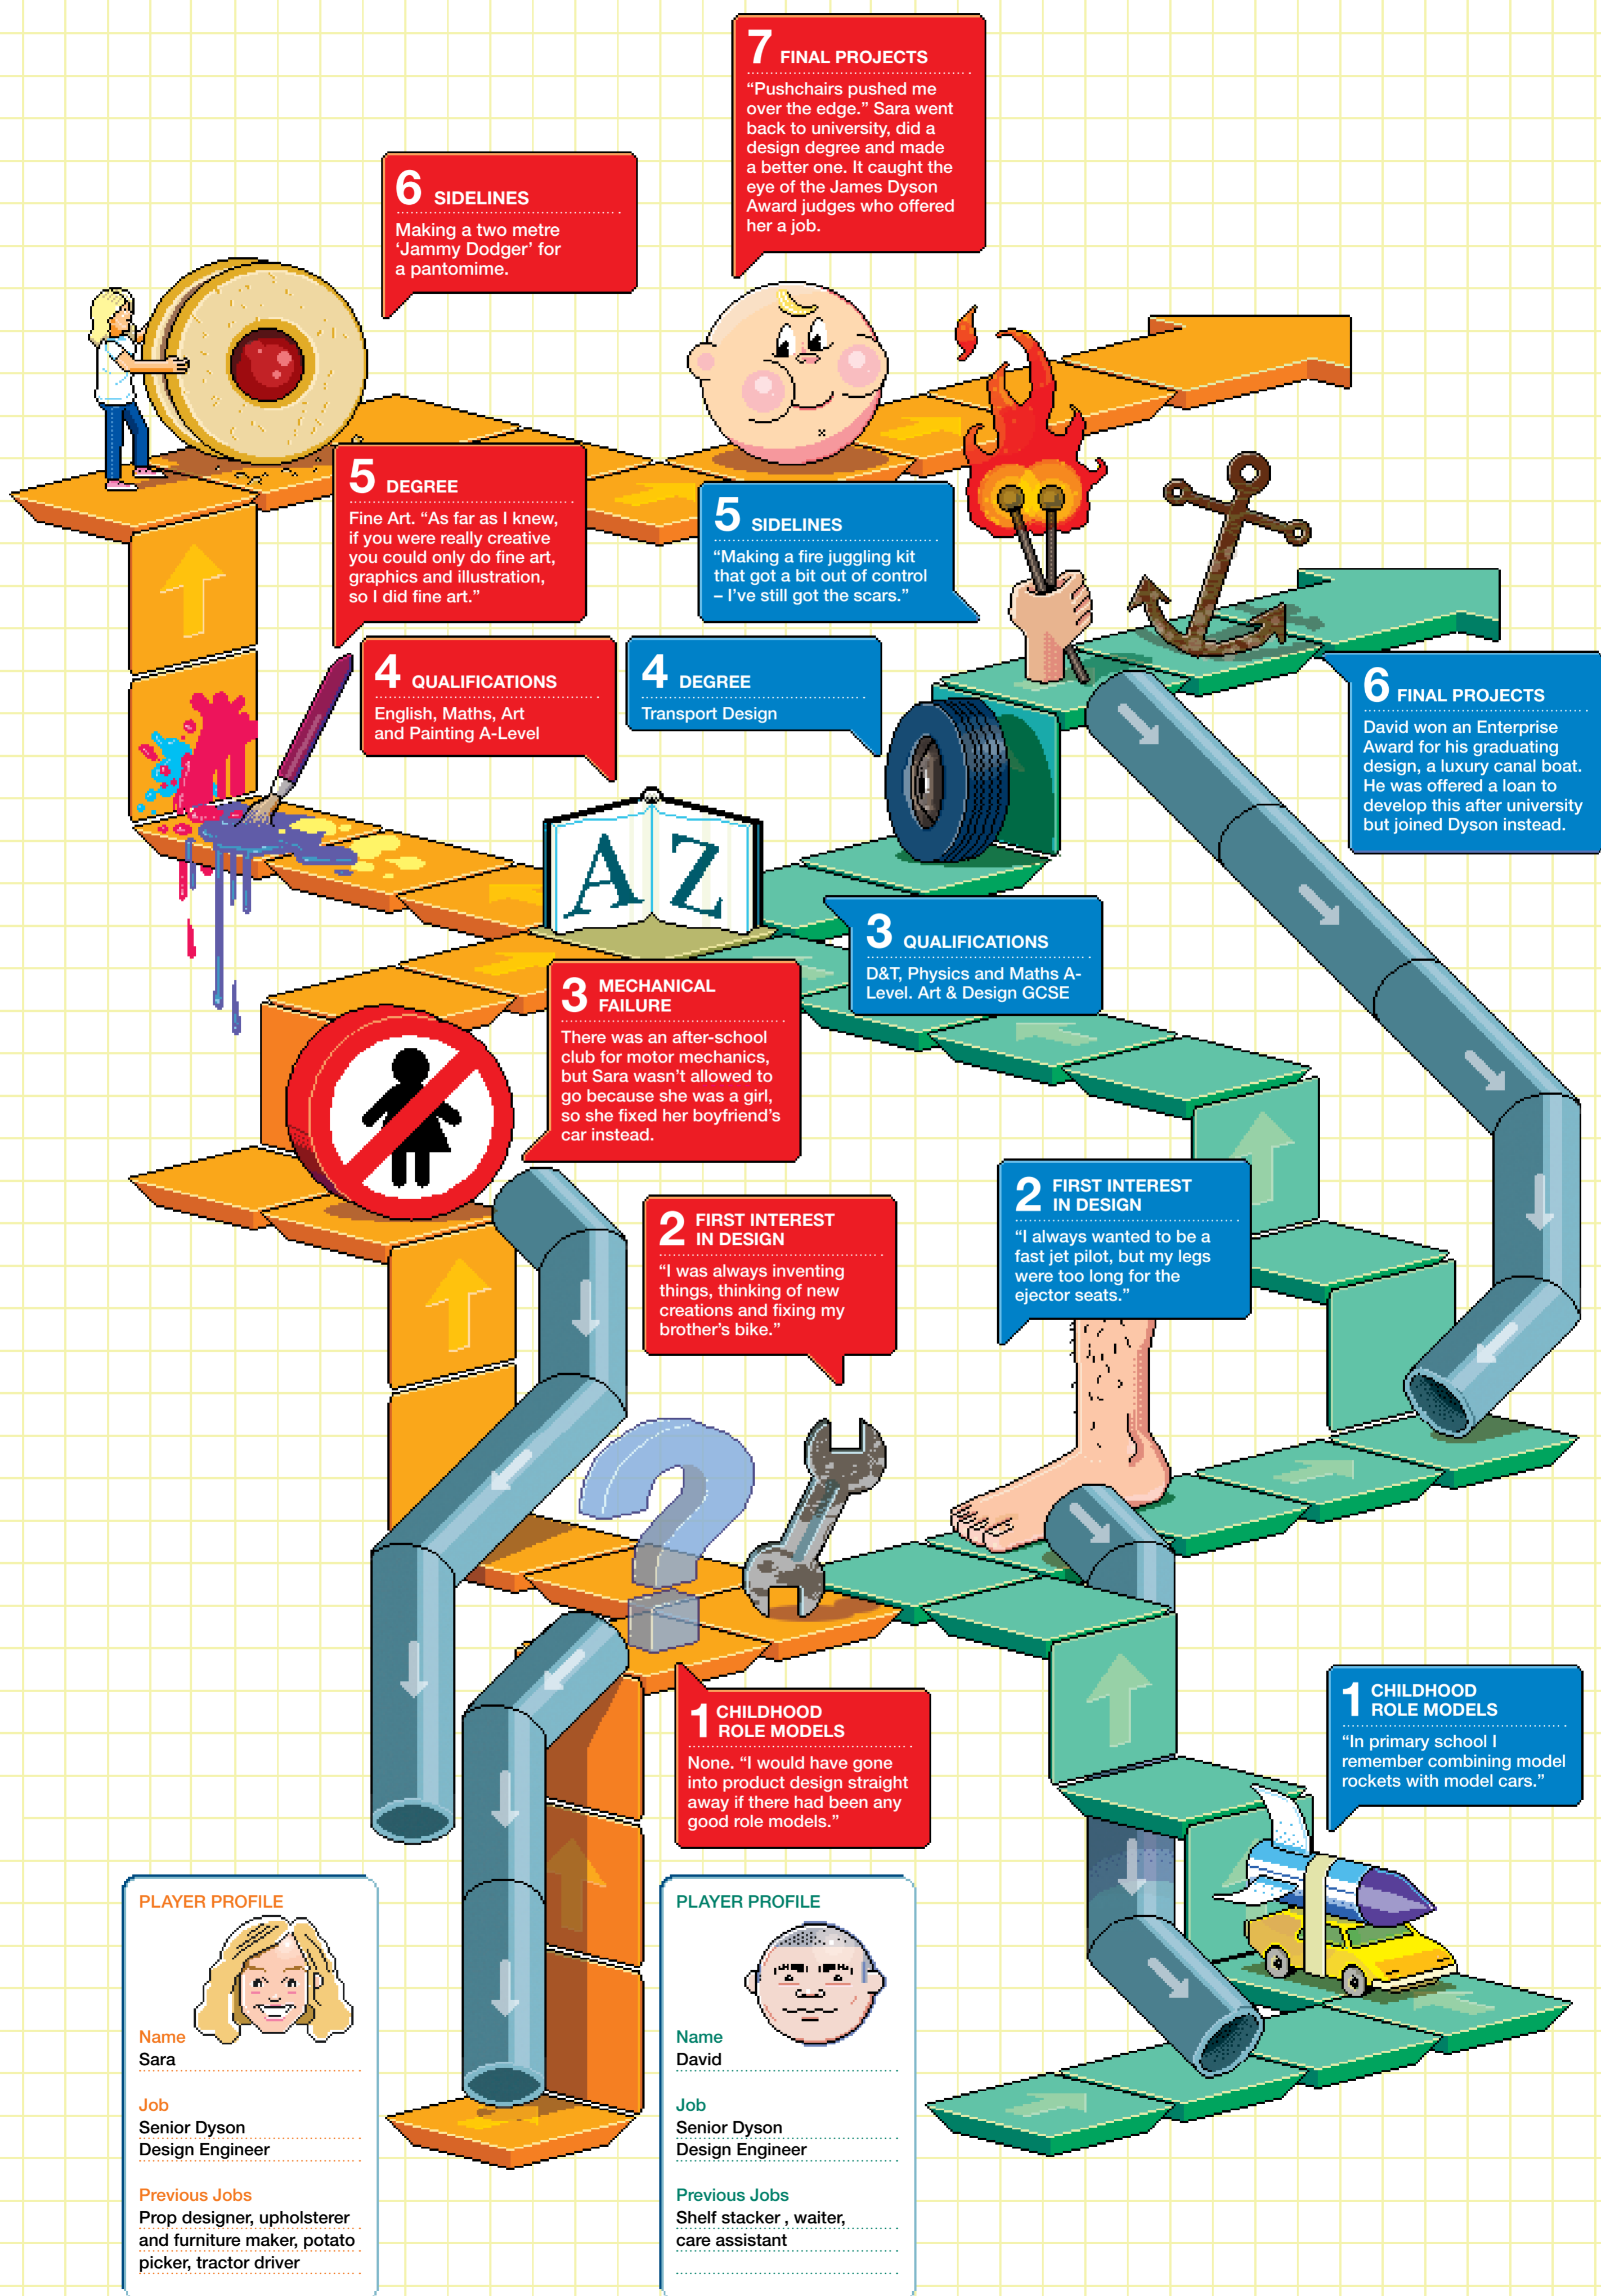 7 FINAL PROJECTS
“Pushchairs pushed me
over the edge.” Sara went
back to university, did a
design degree and made
a better one. It caught the
eye of the James Dyson
Award judges who offered
her a job.
6 SIDELINES
Making a two metre
‘Jammy Dodger’ for
a pantomime.
5 DEGREE
Fine Art. “As far as I knew,
if you were really creative
you could only do fine art,
graphics and illustration,
so I did fine art.”
5 SIDELINES
“Making a fire juggling kit
that got a bit out of control
– I’ve still got the scars.”
4 QUALIFICATIONS
English, Maths, Art
and Painting A-Level
4 DEGREE
Transport Design
6 FINAL PROJECTS
David won an Enterprise
Award for his graduating
design, a luxury canal boat.
He was offered a loan to
develop this after university
but joined Dyson instead.
A Z
3 QUALIFICATIONS
D&T, Physics and Maths A-
Level. Art & Design GCSE
3 MECHANICAL
FAILURE
There was an after-school
club for motor mechanics,
but Sara wasn’t allowed to
go because she was a girl,
so she fixed her boyfriend’s
car instead.
2 FIRST INTEREST
IN DESIGN
“I was always inventing
things, thinking of new
creations and fixing my
brother’s bike.”
2 FIRST INTEREST
IN DESIGN
“I always wanted to be a
fast jet pilot, but my legs
were too long for the
ejector seats.”
?
1 CHILDHOOD
ROLE MODELS
None. “I would have gone
into product design straight
away if there had been any
good role models.”
1 CHILDHOOD
ROLE MODELS
“In primary school I
remember combining model
rockets with model cars.”
PLAYER PROFILE
Name
Sara
Job
Senior Dyson
Design Engineer
Previous Jobs
Prop designer, upholsterer
and furniture maker, potato
picker, tractor driver
PLAYER PROFILE
Name
David
Job
Senior Dyson
Design Engineer
Previous Jobs
Shelf stacker , waiter,
care assistant